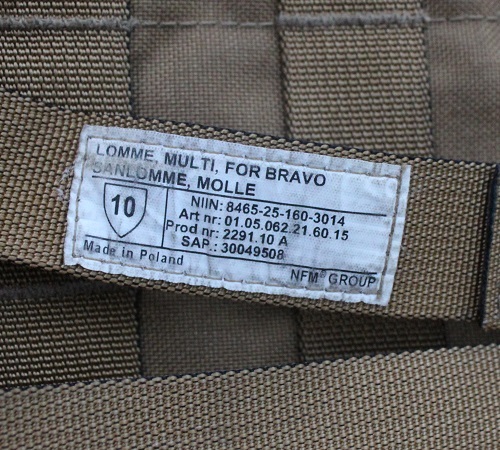 LOMME, MULTI, FOR BRAVO
SANLOMME, MOLLE
10
NIIN: 8465-25-160-3014
Art nr: 01.05.062.21.60.15
Prod nr: 2291.10 A
SAP.: 30049508
Made in Poland
NFM® GROUP